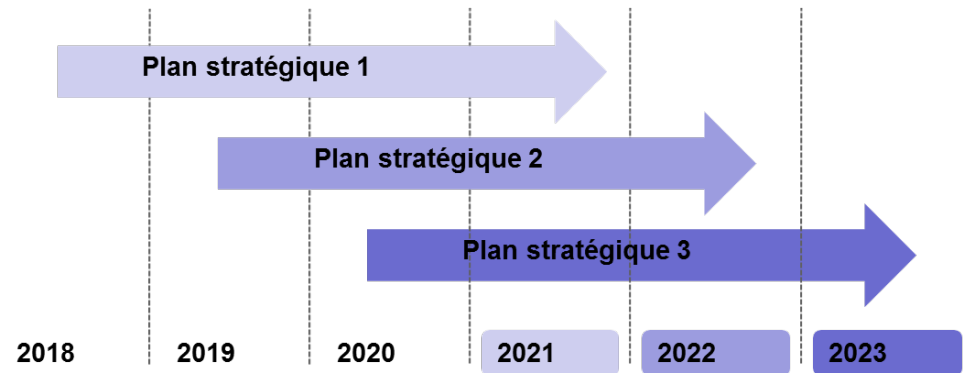 Plan stratégique 1
Plan stratégique 2
Plan stratégique 3
2018 2019 2020 2021 2022 2023